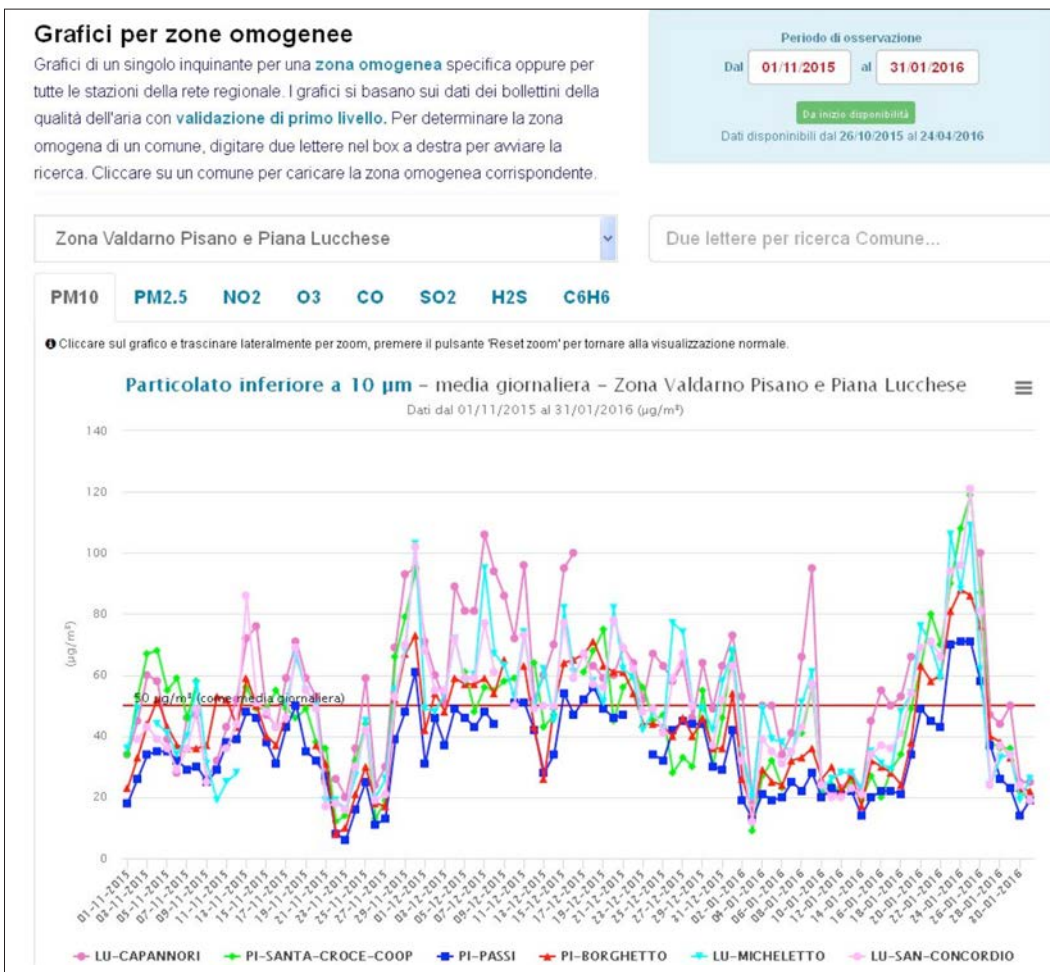 Grafici per zone omogenee
Grafici di un singolo inquinante per una zona omogenea specifica oppure per
tutte le stazioni della rete regionale. I grafici si basano sui dati dei bollettini della
qualità dell'aria con validazione di primo livello. Per determinare la zona
omogena di un comune, digitare due lettere nel box a destra per avviare la
ricerca. Cliccare su un comune per caricare la zona omogenea corrispondente.
Periodo di osservazione
Dal 01/11/2015 al 31/01/2016
Da inizio disponibilità
Dati disponinibili dal 26/10/2015 al 24/04/2016
Zona Valdarno Pisano e Piana Lucchese
Due lettere per ricerca Comune...
PM10 PM2.5 NO2 O3 CO SO2 H2S C6H6
Cliccare sul grafico e trascinare lateralmente per zoom, premere il pulsante 'Reset zoom' per tornare alla visualizzazione normale.
Particolato inferiore a 10 µm – media giornaliera – Zona Valdarno Pisano e Piana Lucchese
Dati dal 01/11/2015 al 31/01/2016 (µg/m³)
140
120
100
80
60
40
20
0
(µg/m³)
50 µg/m³ (come media giornaliera)
01-11-2015
03-11-2015
05-11-2015
07-11-2015
09-11-2015
11-11-2015
13-11-2015
15-11-2015
17-11-2015
19-11-2015
21-11-2015
23-11-2015
25-11-2015
27-11-2015
29-11-2015
01-12-2015
03-12-2015
05-12-2015
07-12-2015
09-12-2015
11-12-2015
13-12-2015
15-12-2015
17-12-2015
19-12-2015
21-12-2015
23-12-2015
25-12-2015
27-12-2015
29-12-2015
31-12-2015
02-01-2016
04-01-2016
06-01-2016
08-01-2016
10-01-2016
12-01-2016
14-01-2016
16-01-2016
18-01-2016
20-01-2016
22-01-2016
24-01-2016
26-01-2016
28-01-2016
30-01-2016
LU-CAPANNORI PI-SANTA-CROCE-COOP PI-PASSI PI-BORGHETTO LU-MICHELETTO LU-SAN-CONCORDIO